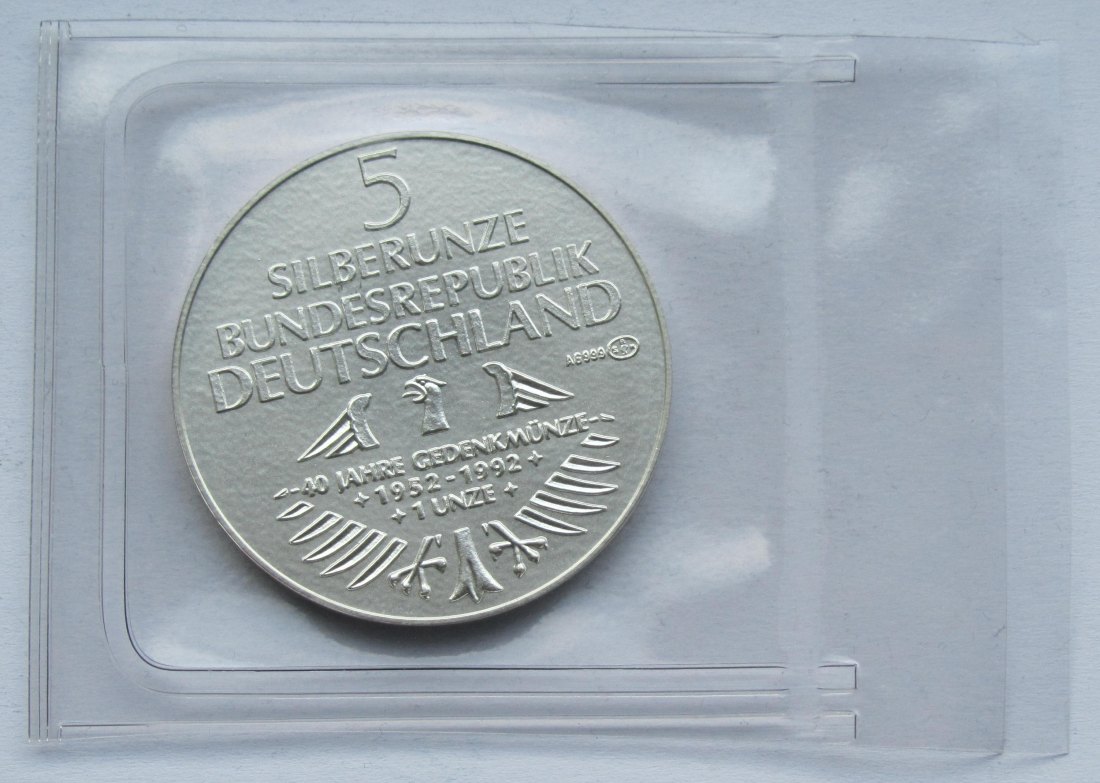 5
SILBERUNZE
BUNDESREPUBLIK
DEUTSCHLAND
AG999
40 JAHRE GEDENKMÜNZE
1952-1992
1 UNZE